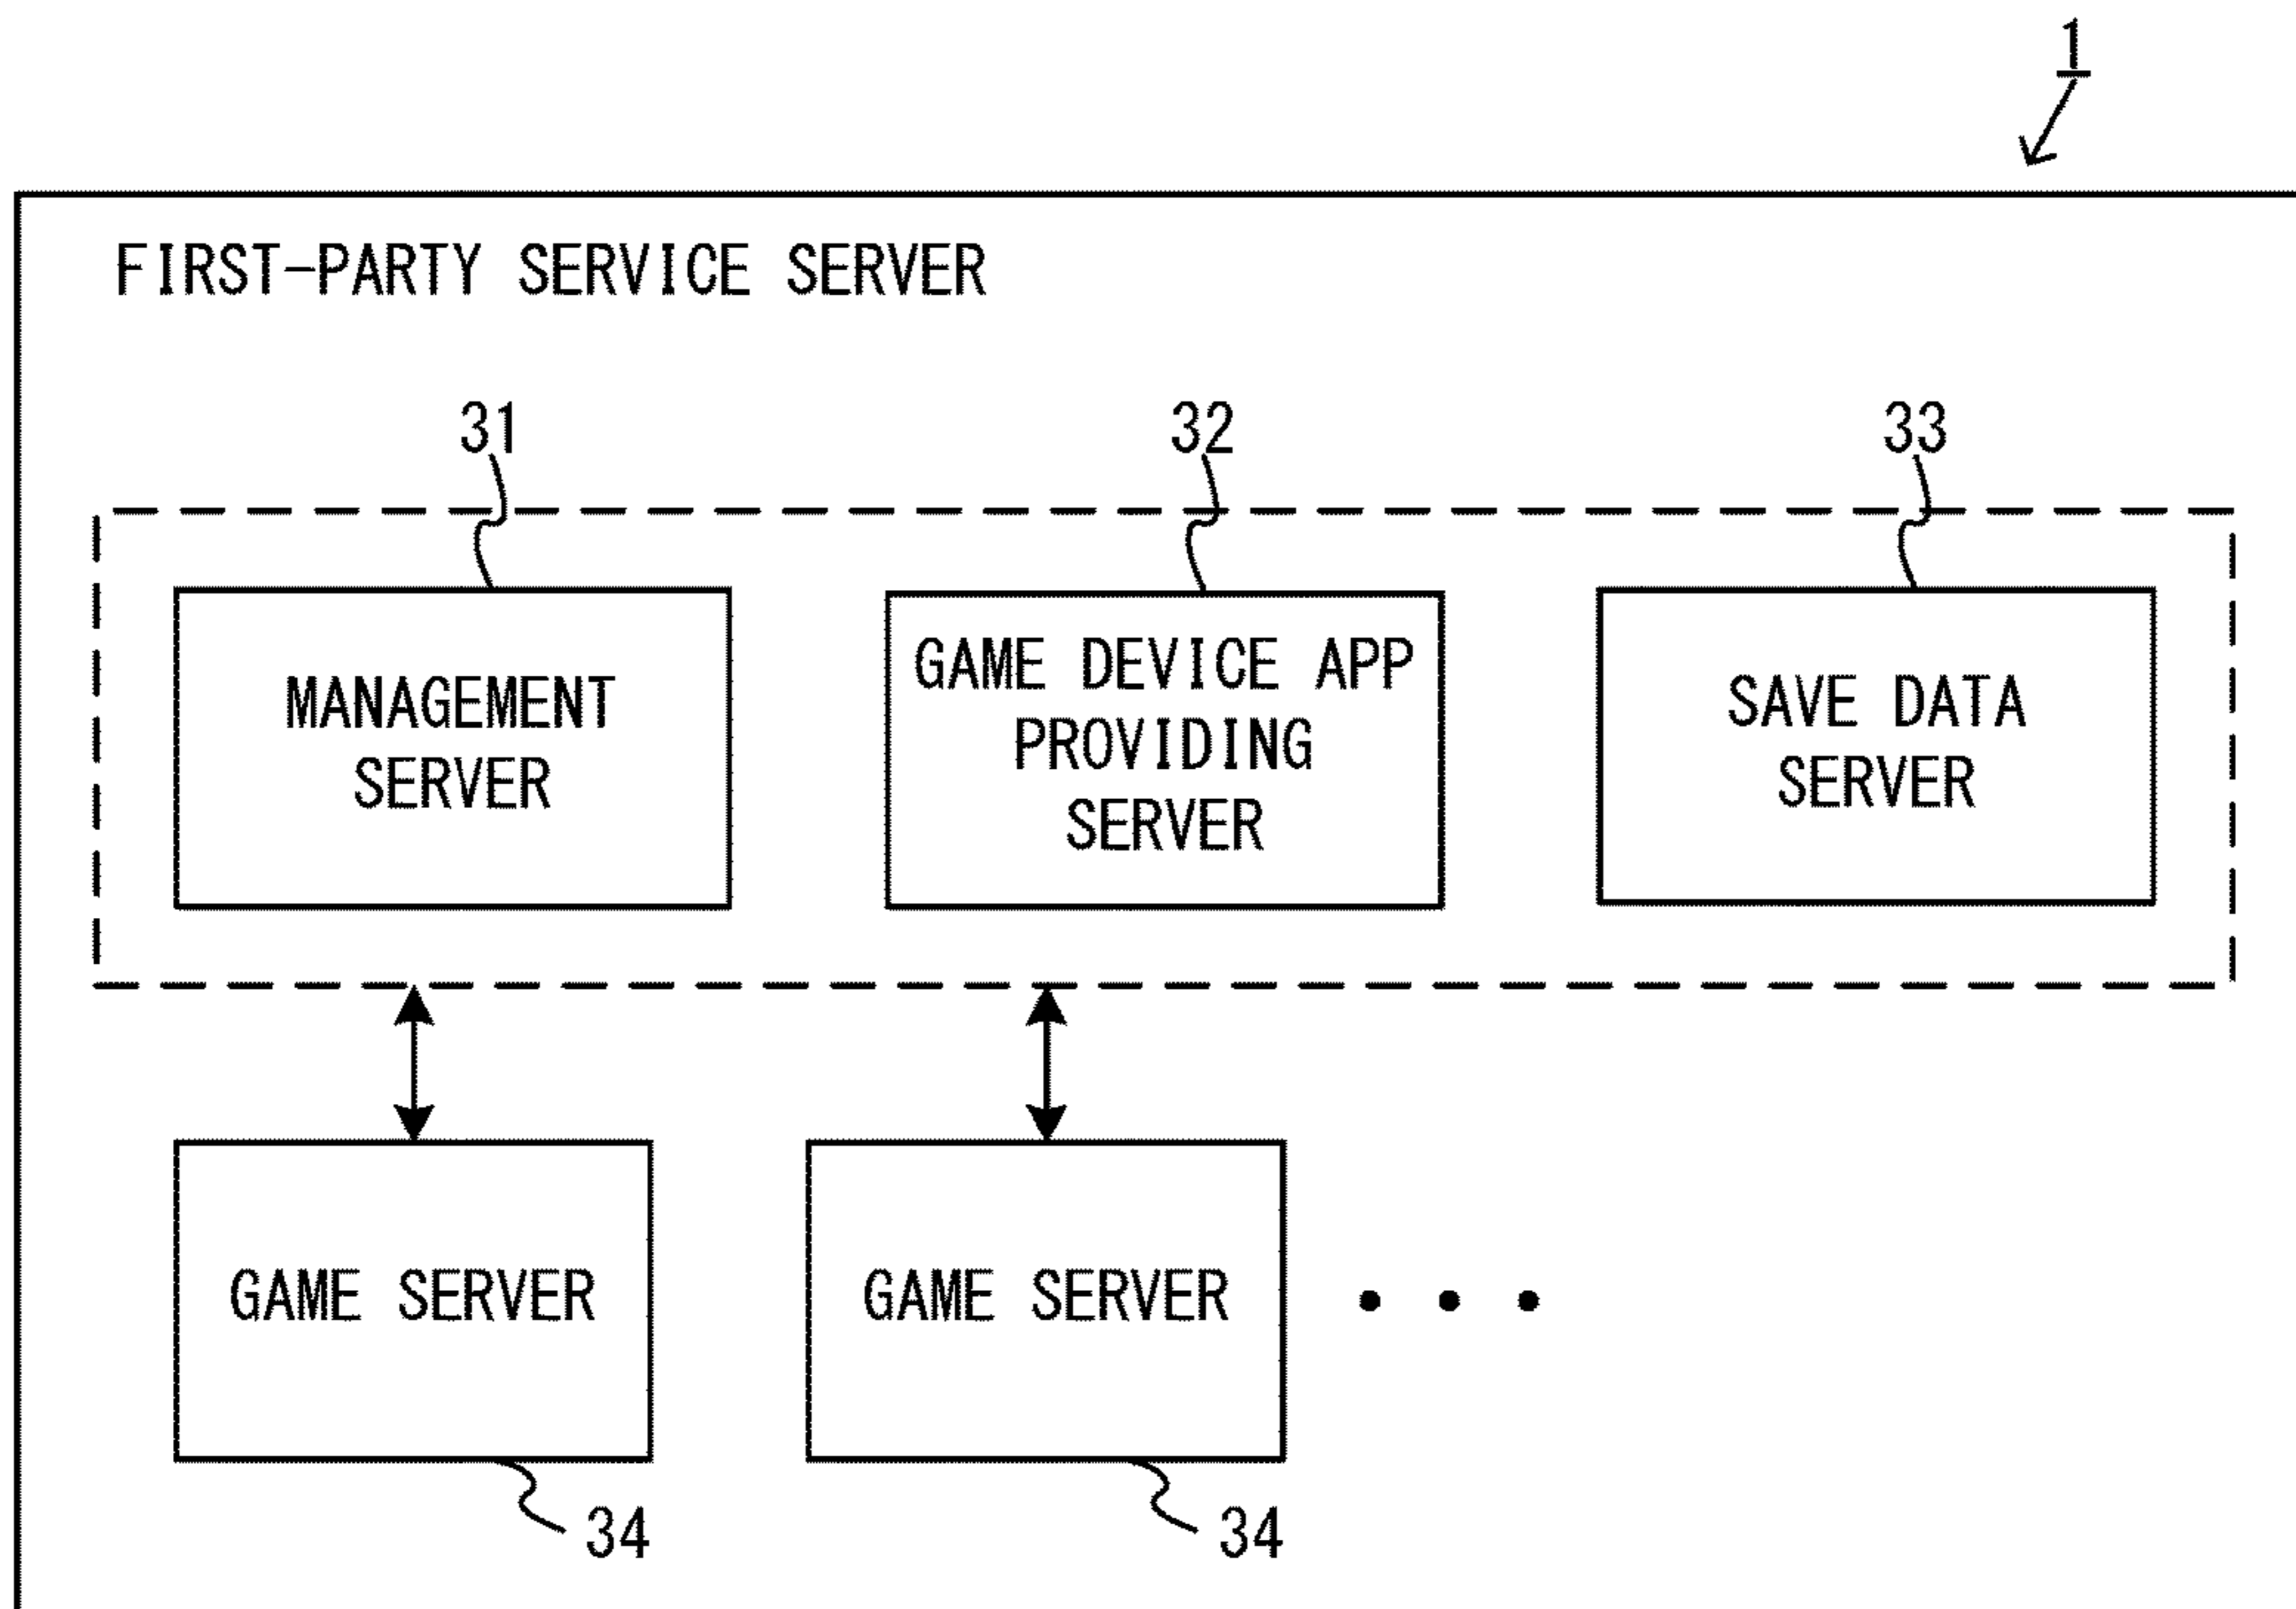 1
FIRST-PARTY SERVICE SERVER
31
32
33
MANAGEMENT
SERVER
GAME DEVICE APP
PROVIDING
SERVER
SAVE DATA
SERVER
GAME SERVER
GAME SERVER
• • •
34
34